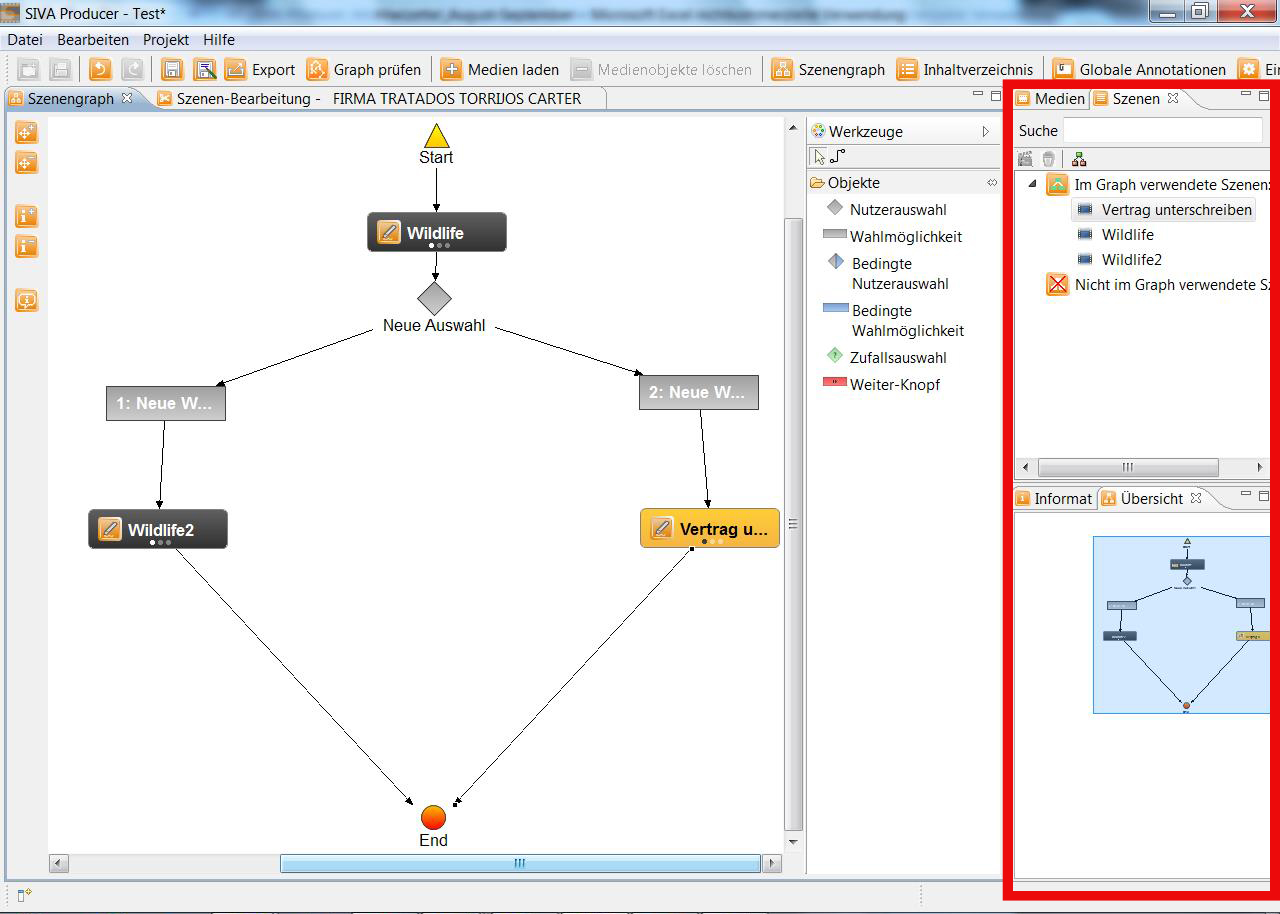 SIVA Producer - Test*
Datei Bearbeiten Projekt Hilfe
Export Graph prüfen Medien laden Medienobjekte löschen Szenengraph Inhaltverzeichnis Globale Annotationen
Szenengraph Szenen-Bearbeitung - FIRMA TRATADOS TORRIJOS CARTER
Start
Wildlife
Neue Auswahl
1: Neue W...
2: Neue W...
Wildlife2
Vertrag u...
End
Werkzeuge
Objekte
Nutzerauswahl
Wahlmöglichkeit
Bedingte
Nutzerauswahl
Bedingte
Wahlmöglichkeit
Zufallsauswahl
Weiter-Knopf
Medien Szenen
Suche
Im Graph verwendete Szenen:
Vertrag unterschreiben
Wildlife
Wildlife2
Nicht im Graph verwendete S
Informat Übersicht